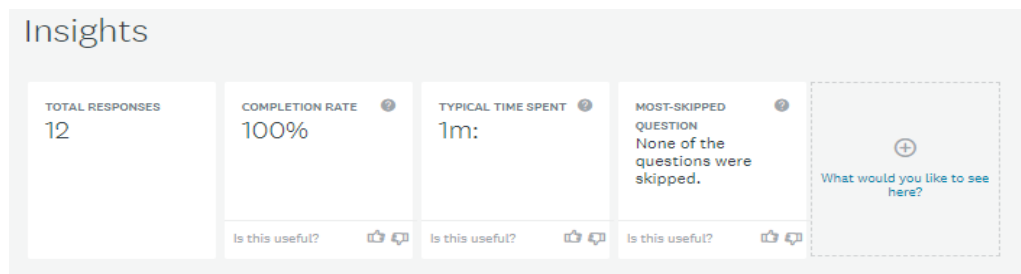 Insights
TOTAL RESPONSES
12
COMPLETION RATE ?
100%
Is this useful?
TYPICAL TIME SPENT ?
1m:
Is this useful?
MOST-SKIPPED ?
QUESTION
None of the
questions were
skipped.
Is this useful?
What would you like to see
here?